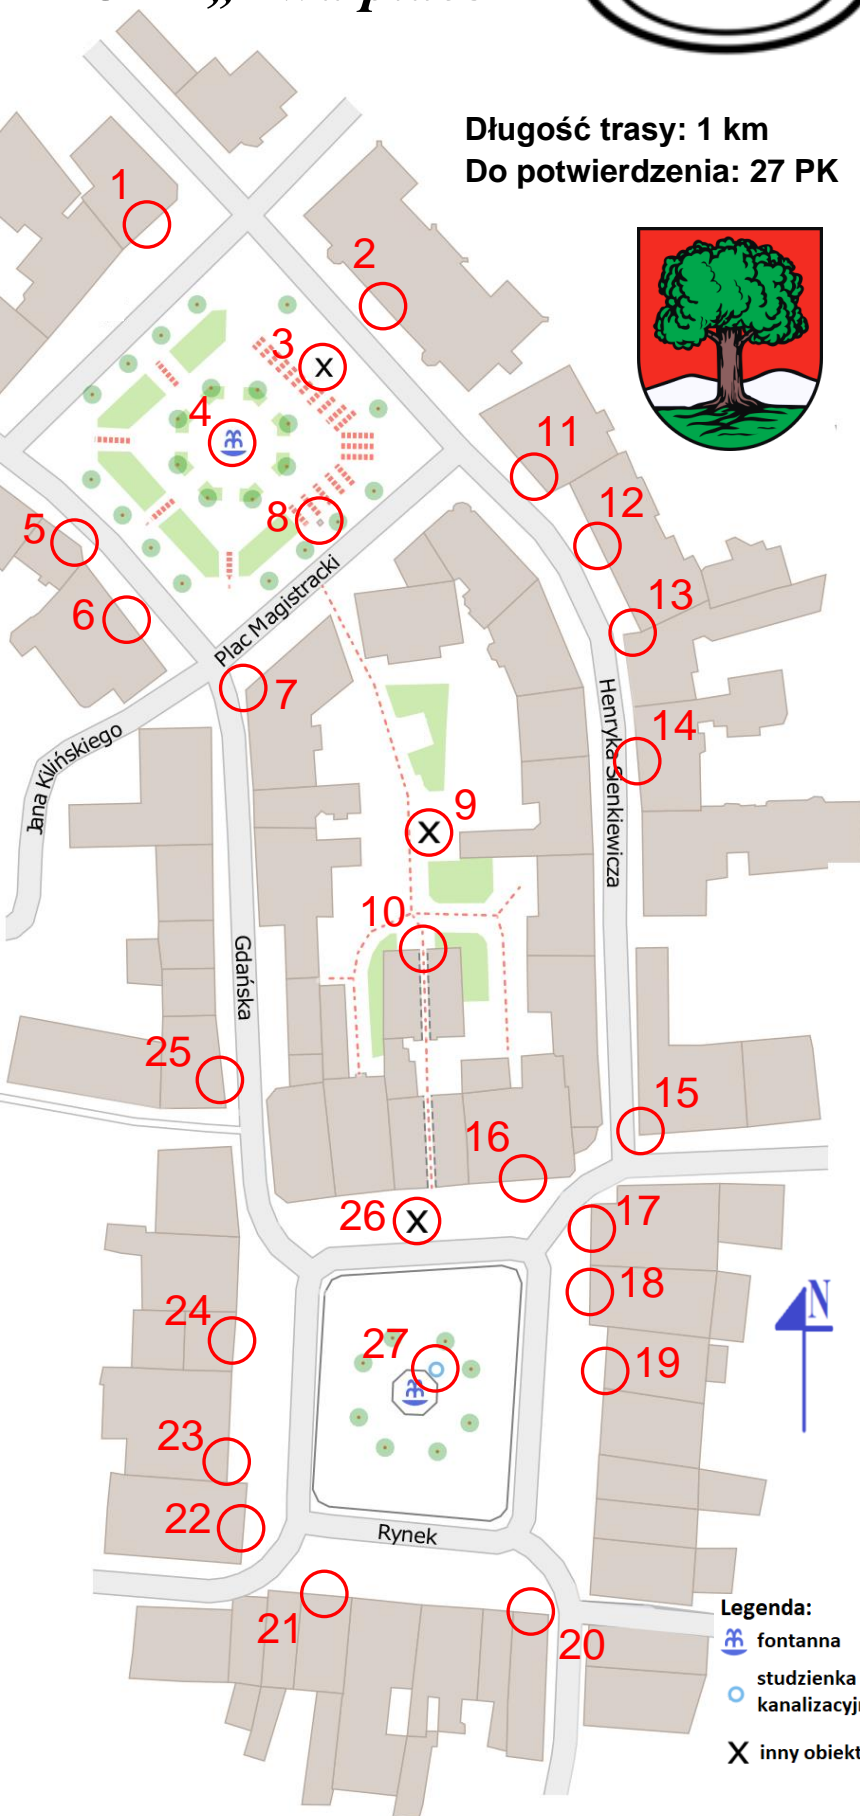 Długość trasy: 1 km
Do potwierdzenia: 27 PK
1
2
3
X
4
11
12
5
8
6
13
Plac Magistracki
7
14
Jana Kilińskiego
Henryka Sienkiewicza
9
X
10
Gdańska
25
15
16
26
X
17
18
24
N
27
19
23
22
Rynek
21
20
Legenda:
fontanna
studzienka
kanalizacyj
X inny obiekt